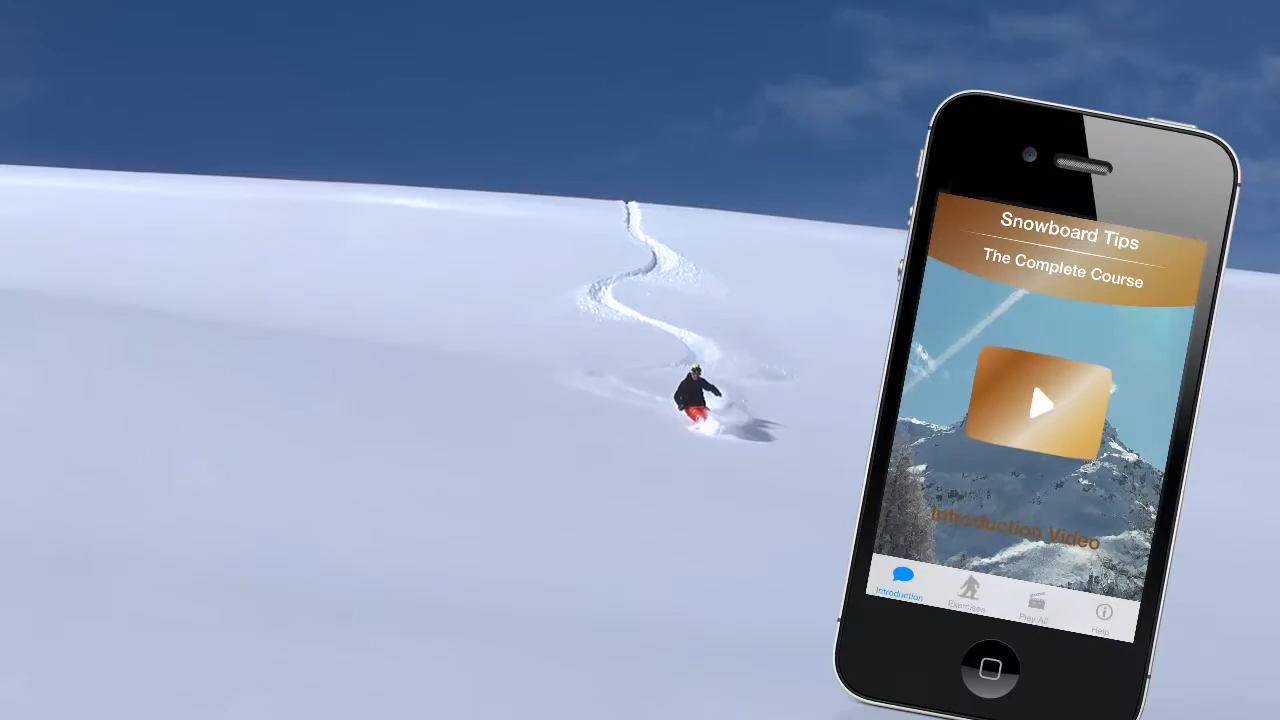 Snowboard Tips
The Complete Course
Introduction Video
Introduction
Exercises
Play All
Help